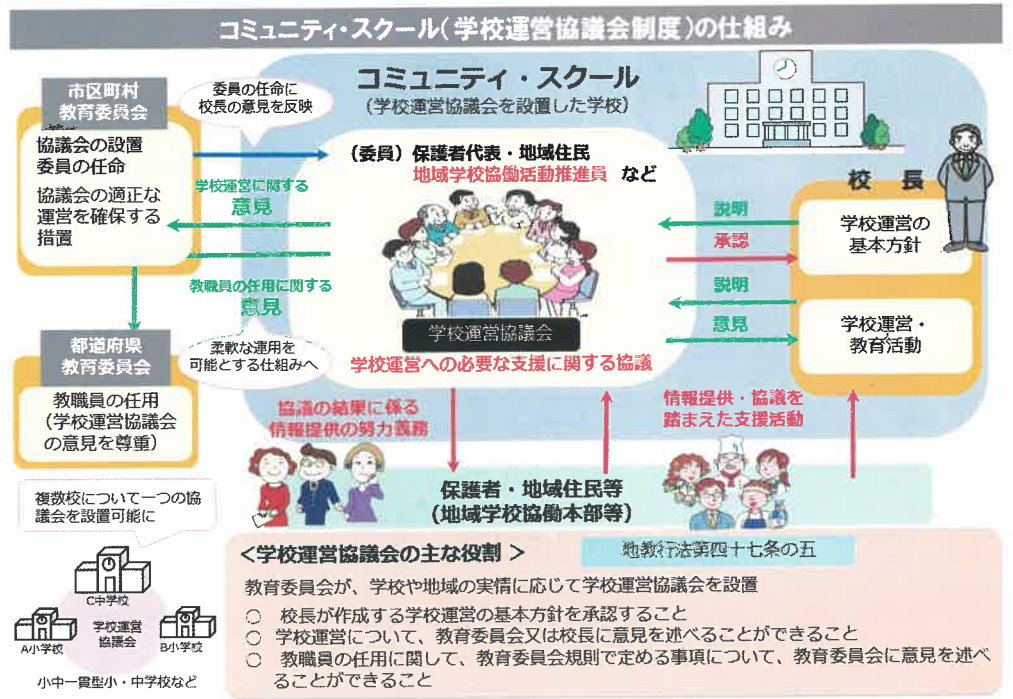 コミュニティ・スクール(学校運営協議会制度)の仕組み
コミュニティ・スクール
(学校運営協議会を設置した学校)
市区町村
教育委員会
協議会の設置
委員の任命
協議会の適正な
運営を確保する
措置
委員の任命に
校長の意見を反映
(委員)保護者代表・地域住民
地域学校協働活動推進員 など
学校運営に関する
意見
教職員の任用に関する
意見
柔軟な運用を
可能とする仕組みへ
学校運営協議会
学校運営への必要な支援に関する協議
校長
説明
承認
学校運営の
基本方針
説明
意見
学校運営・
教育活動
都道府県
教育委員会
教職員の任用
(学校運営協議会
の意見を尊重)
協議の結果に係る
情報提供の努力義務
情報提供・協議を
踏まえた支援活動
保護者・地域住民等
(地域学校協働本部等)
複数校について一つの協
議会を設置可能に
C中学校
学校運営
協議会
A小学校
B小学校
小中一貫型小・中学校など
<学校運営協議会の主な役割 >
地教行法第四十七条の五
教育委員会が、学校や地域の実情に応じて学校運営協議会を設置
○ 校長が作成する学校運営の基本方針を承認すること
○ 学校運営について、教育委員会又は校長に意見を述べることができること
○ 教職員の任用に関して、教育委員会規則で定める事項について、教育委員会に意見を述べ
ることができること